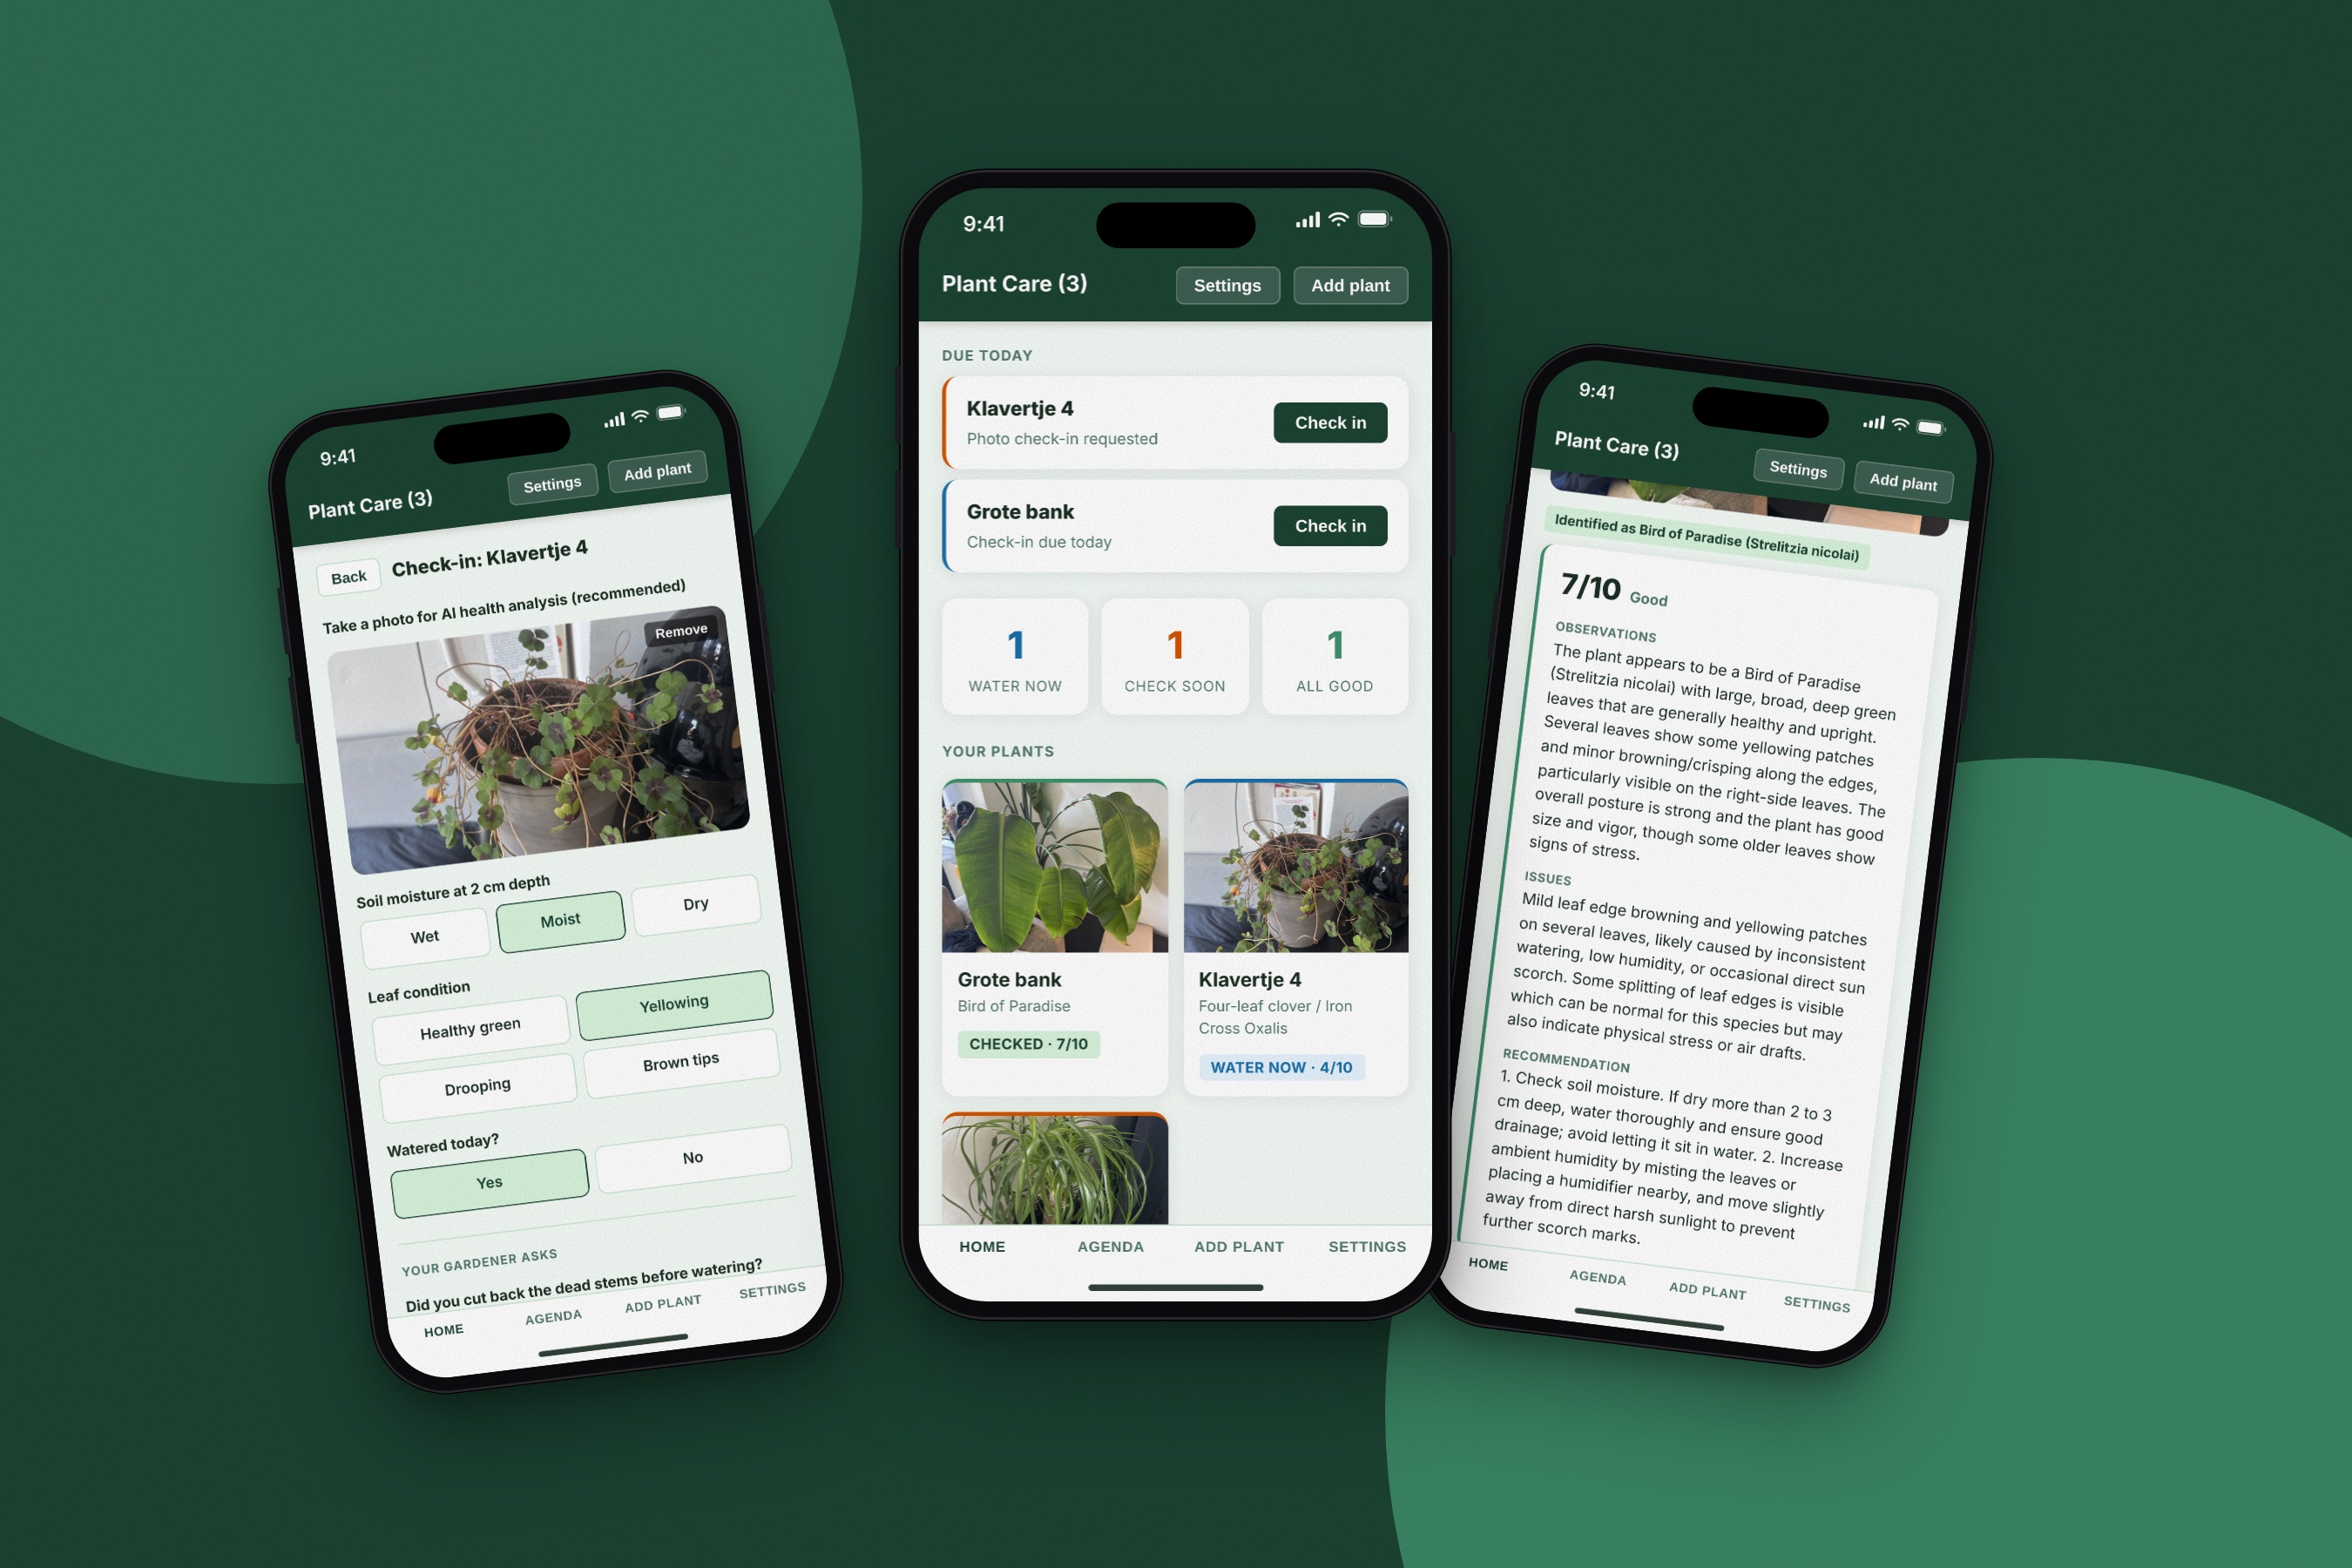 9:41
Plant Care (3)
Settings
Add plant
Back
Check-in: Klavertje 4
Take a photo for AI health analysis (recommended)
Remove
Soil moisture at 2 cm depth
Wet
Moist
Dry
Leaf condition
Healthy green
Yellowing
Drooping
Brown tips
Watered today?
Yes
No
YOUR GARDENER ASKS
Did you cut back the dead stems before watering?
HOME
AGENDA
ADD PLANT
SETTINGS
9:41
Plant Care (3)
Settings
Add plant
DUE TODAY
Klavertje 4
Photo check-in requested
Check in
Grote bank
Check-in due today
Check in
1
WATER NOW
1
CHECK SOON
1
ALL GOOD
YOUR PLANTS
Grote bank
Bird of Paradise
CHECKED · 7/10
Klavertje 4
Four-leaf clover / Iron
Cross Oxalis
WATER NOW · 4/10
HOME
AGENDA
ADD PLANT
SETTINGS
9:41
Plant Care (3)
Settings
Add plant
Identified as Bird of Paradise (Strelitzia nicolai)
7/10 Good
OBSERVATIONS
The plant appears to be a Bird of Paradise
(Strelitzia nicolai) with large, broad, deep green
leaves that are generally healthy and upright.
Several leaves show some yellowing patches
and minor browning/crisping along the edges,
particularly visible on the right-side leaves. The
overall posture is strong and the plant has good
size and vigor, though some older leaves show
signs of stress.
ISSUES
Mild leaf edge browning and yellowing patches
on several leaves, likely caused by inconsistent
watering, low humidity, or occasional direct sun
scorch. Some splitting of leaf edges is visible
which can be normal for this species but may
also indicate physical stress or air drafts.
RECOMMENDATION
1. Check soil moisture. If dry more than 2 to 3
cm deep, water thoroughly and ensure good
drainage; avoid letting it sit in water. 2. Increase
ambient humidity by misting the leaves or
placing a humidifier nearby, and move slightly
away from direct harsh sunlight to prevent
further scorch marks.
HOME
AGENDA
ADD PLANT
SETTINGS